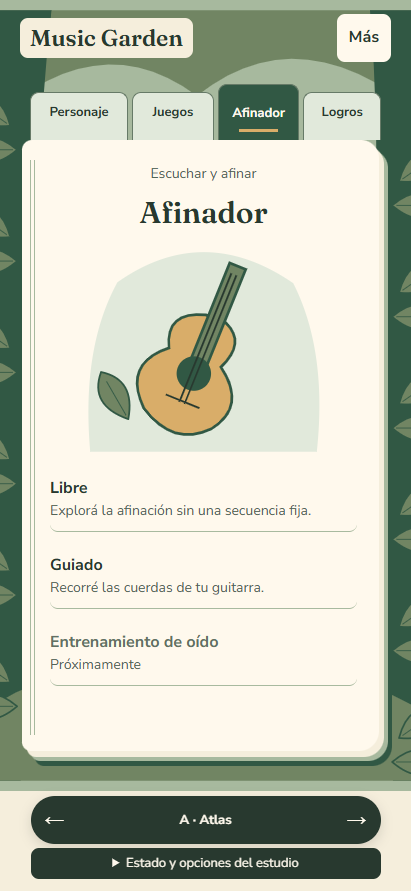 Music Garden
Más
Personaje
Juegos
Afinador
Logros
Escuchar y afinar
Afinador
Libre
Explorá la afinación sin una secuencia fija.
Guiado
Recorré las cuerdas de tu guitarra.
Entrenamiento de oído
Próximamente
← A · Atlas →
▶ Estado y opciones del estudio